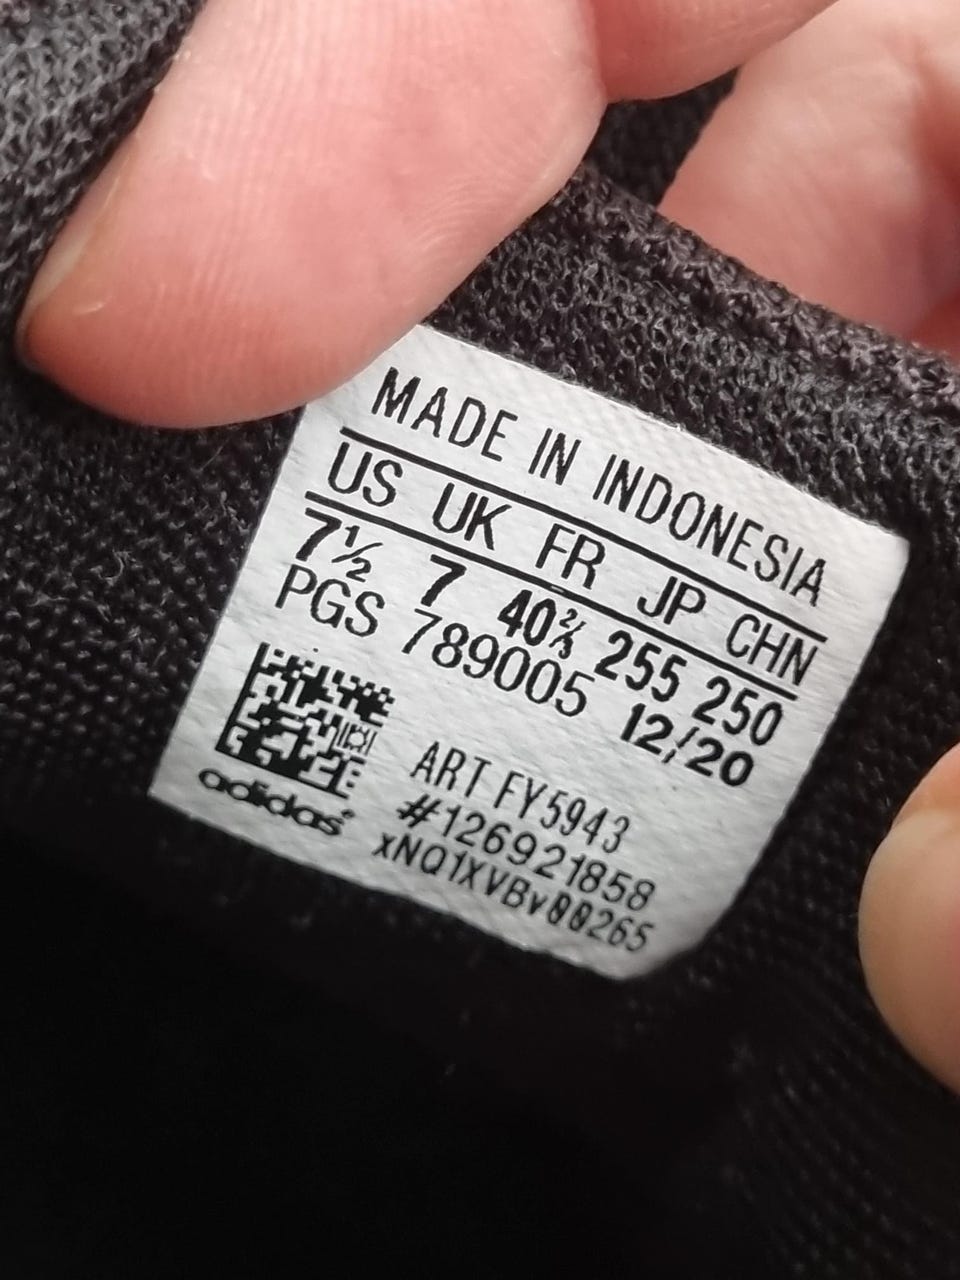 MADE IN INDONESIA
US UK FR JP CHN
7½ 7 40⅔ 255 250
PGS 789005 12/20
ART FY5943
#126921858
xNQ1XVBv00265
adidas